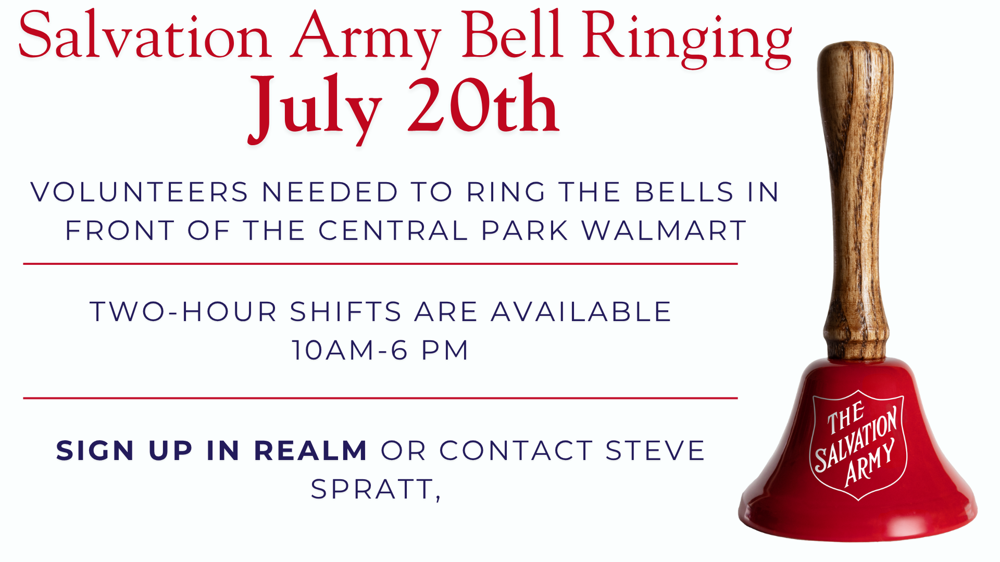 Salvation Army Bell Ringing
July 20th
VOLUNTEERS NEEDED TO RING THE BELLS IN
FRONT OF THE CENTRAL PARK WALMART
TWO-HOUR SHIFTS ARE AVAILABLE
10AM-6 PM
SIGN UP IN REALM OR CONTACT STEVE
SPRATT,
THE
SALVATION
ARMY